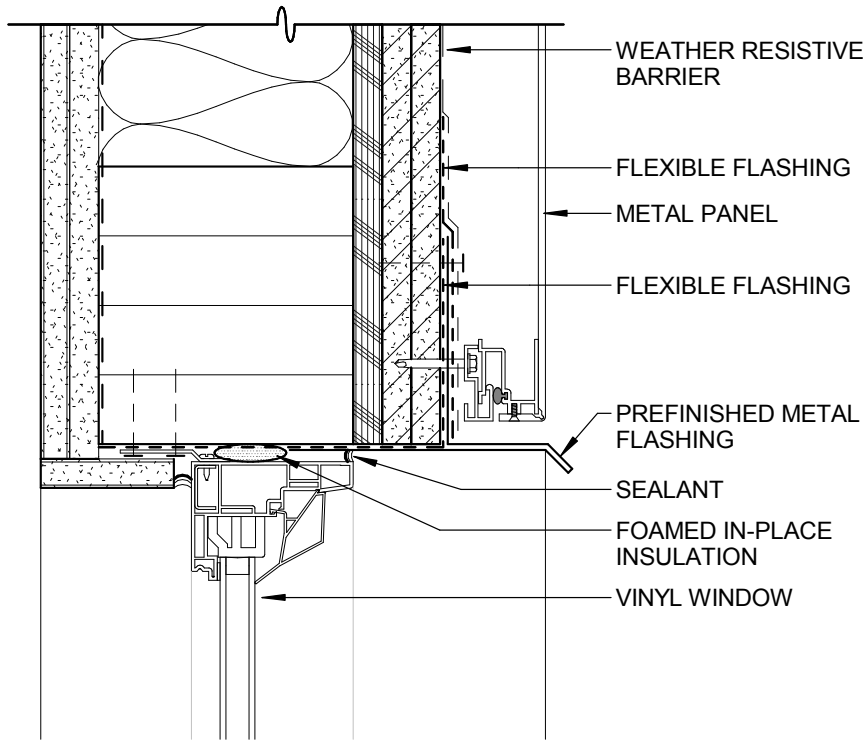 WEATHER RESISTIVE
BARRIER
FLEXIBLE FLASHING
METAL PANEL
FLEXIBLE FLASHING
PREFINISHED METAL
FLASHING
SEALANT
FOAMED IN-PLACE
INSULATION
VINYL WINDOW